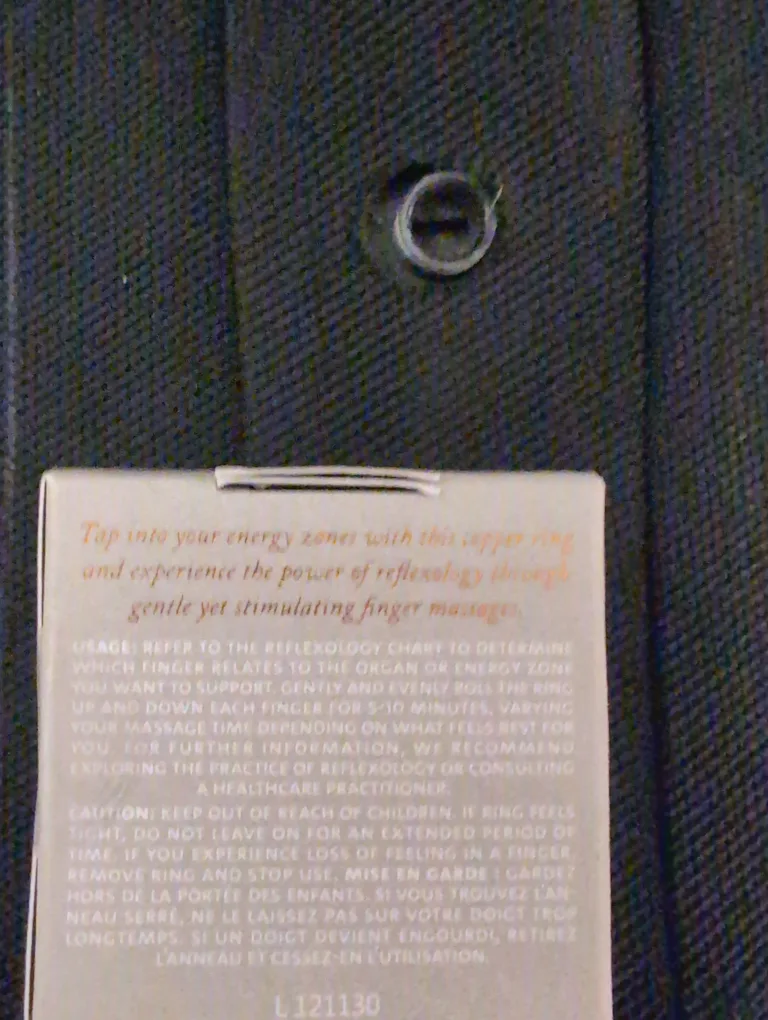 Tap into your energy zones with this copper ring
and experience the power of reflexology through
gentle yet stimulating finger massages.
USAGE: REFER TO THE REFLEXOLOGY CHART TO DETERMINE
WHICH FINGER RELATES TO THE ORGAN OR ENERGY ZONE
YOU WANT TO SUPPORT. GENTLY AND EVENLY ROLL THE RING
UP AND DOWN EACH FINGER FOR 5-10 MINUTES, VARYING
YOUR MASSAGE TIME DEPENDING ON WHAT FEELS BEST FOR
YOU. FOR FURTHER INFORMATION, WE RECOMMEND
EXPLORING THE PRACTICE OF REFLEXOLOGY OR CONSULTING
A HEALTHCARE PRACTITIONER.
CAUTION: KEEP OUT OF REACH OF CHILDREN. IF RING FEELS
TIGHT, DO NOT LEAVE ON FOR AN EXTENDED PERIOD OF
TIME. IF YOU EXPERIENCE LOSS OF FEELING IN A FINGER,
REMOVE RING AND STOP USE. MISE EN GARDE : GARDEZ
HORS DE LA PORTÉE DES ENFANTS. SI VOUS TROUVEZ L'AN-
NEAU SERRÉ, NE LE LAISSEZ PAS SUR VOTRE DOIGT TROP
LONGTEMPS. SI UN DOIGT DEVIENT ENGOURDI, RETIREZ
L'ANNEAU ET CESSEZ-EN L'UTILISATION.
L 121130